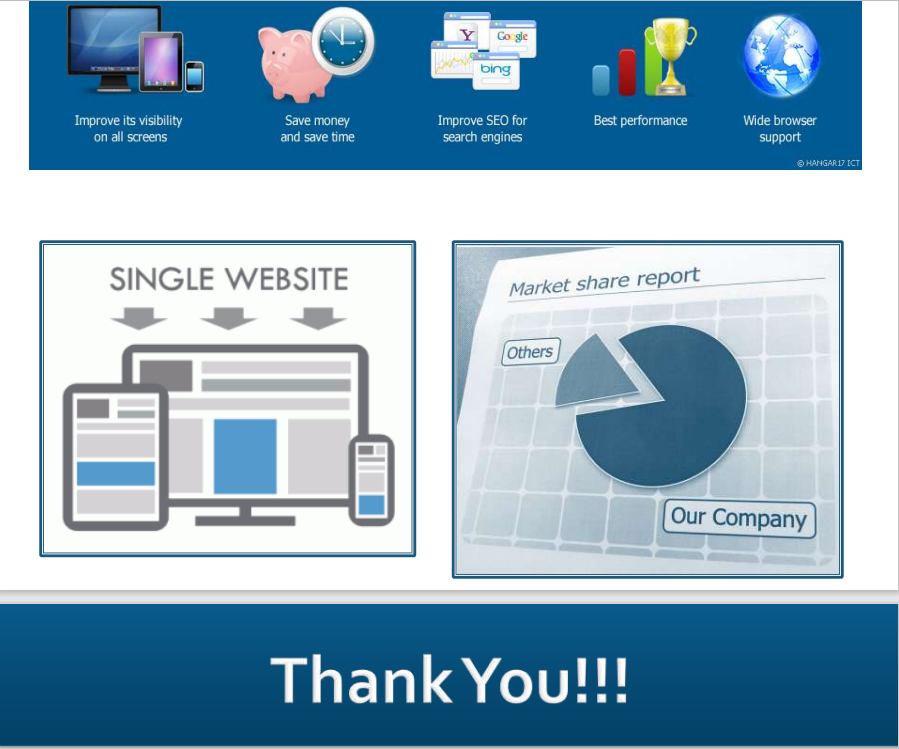 Y
Google
bing
Improve its visibility
on all screens
Save money
and save time
Improve SEO for
search engines
Best performance
Wide browser
support
© HANGAR17 ICT
SINGLE WEBSITE
Market share report
Others
Our Company
Thank You!!!